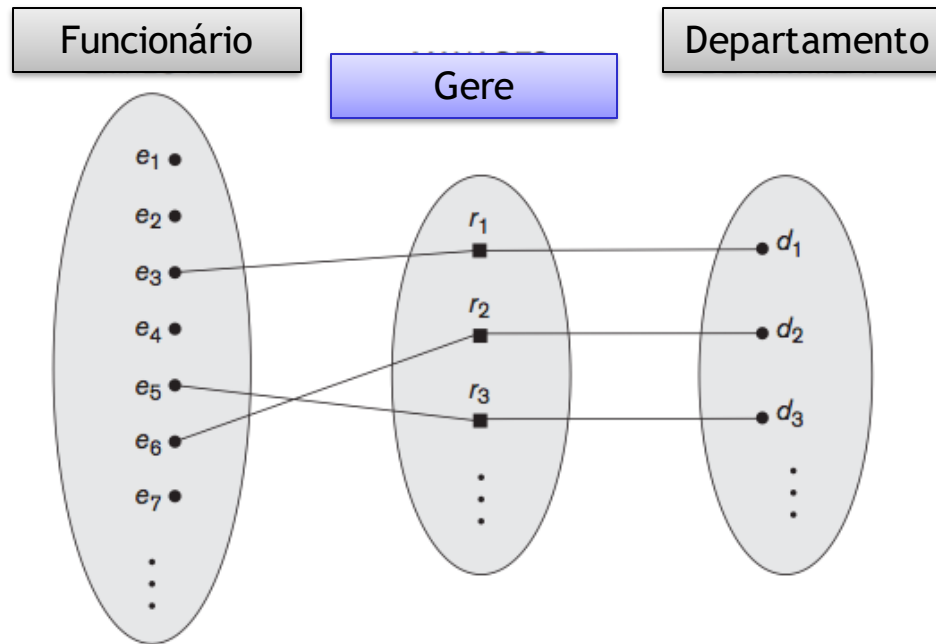 Funcionário
Gere
Departamento
e1
e2
e3
e4
e5
e6
e7
r1
r2
r3
d1
d2
d3